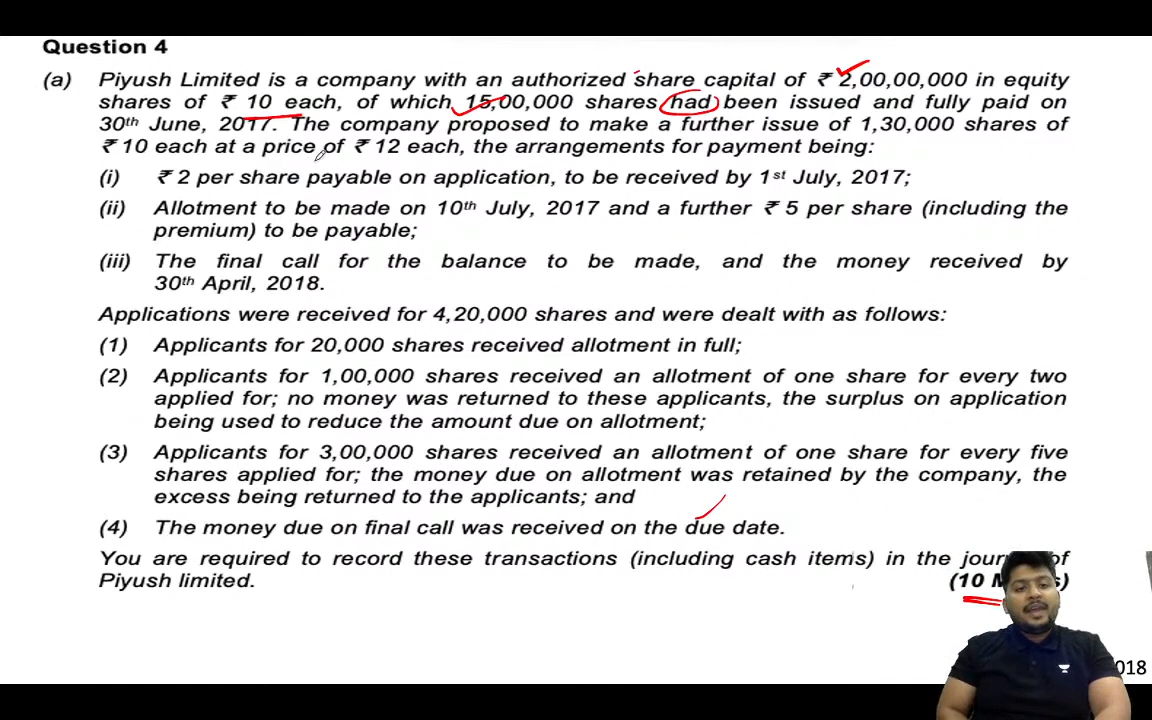 Question 4
(a) Piyush Limited is a company with an authorized share capital of ₹ 2,00,00,000 in equity
shares of ₹ 10 each, of which 15,00,000 shares had been issued and fully paid on
30th June, 2017. The company proposed to make a further issue of 1,30,000 shares of
₹ 10 each at a price of ₹ 12 each, the arrangements for payment being:
(i) ₹ 2 per share payable on application, to be received by 1st July, 2017;
(ii) Allotment to be made on 10th July, 2017 and a further ₹ 5 per share (including the
premium) to be payable;
(iii) The final call for the balance to be made, and the money received by
30th April, 2018.
Applications were received for 4,20,000 shares and were dealt with as follows:
(1) Applicants for 20,000 shares received allotment in full;
(2) Applicants for 1,00,000 shares received an allotment of one share for every two
applied for; no money was returned to these applicants, the surplus on application
being used to reduce the amount due on allotment;
(3) Applicants for 3,00,000 shares received an allotment of one share for every five
shares applied for; the money due on allotment was retained by the company, the
excess being returned to the applicants; and
(4) The money due on final call was received on the due date.
You are required to record these transactions (including cash items) in the of
Piyush limited. (10
018